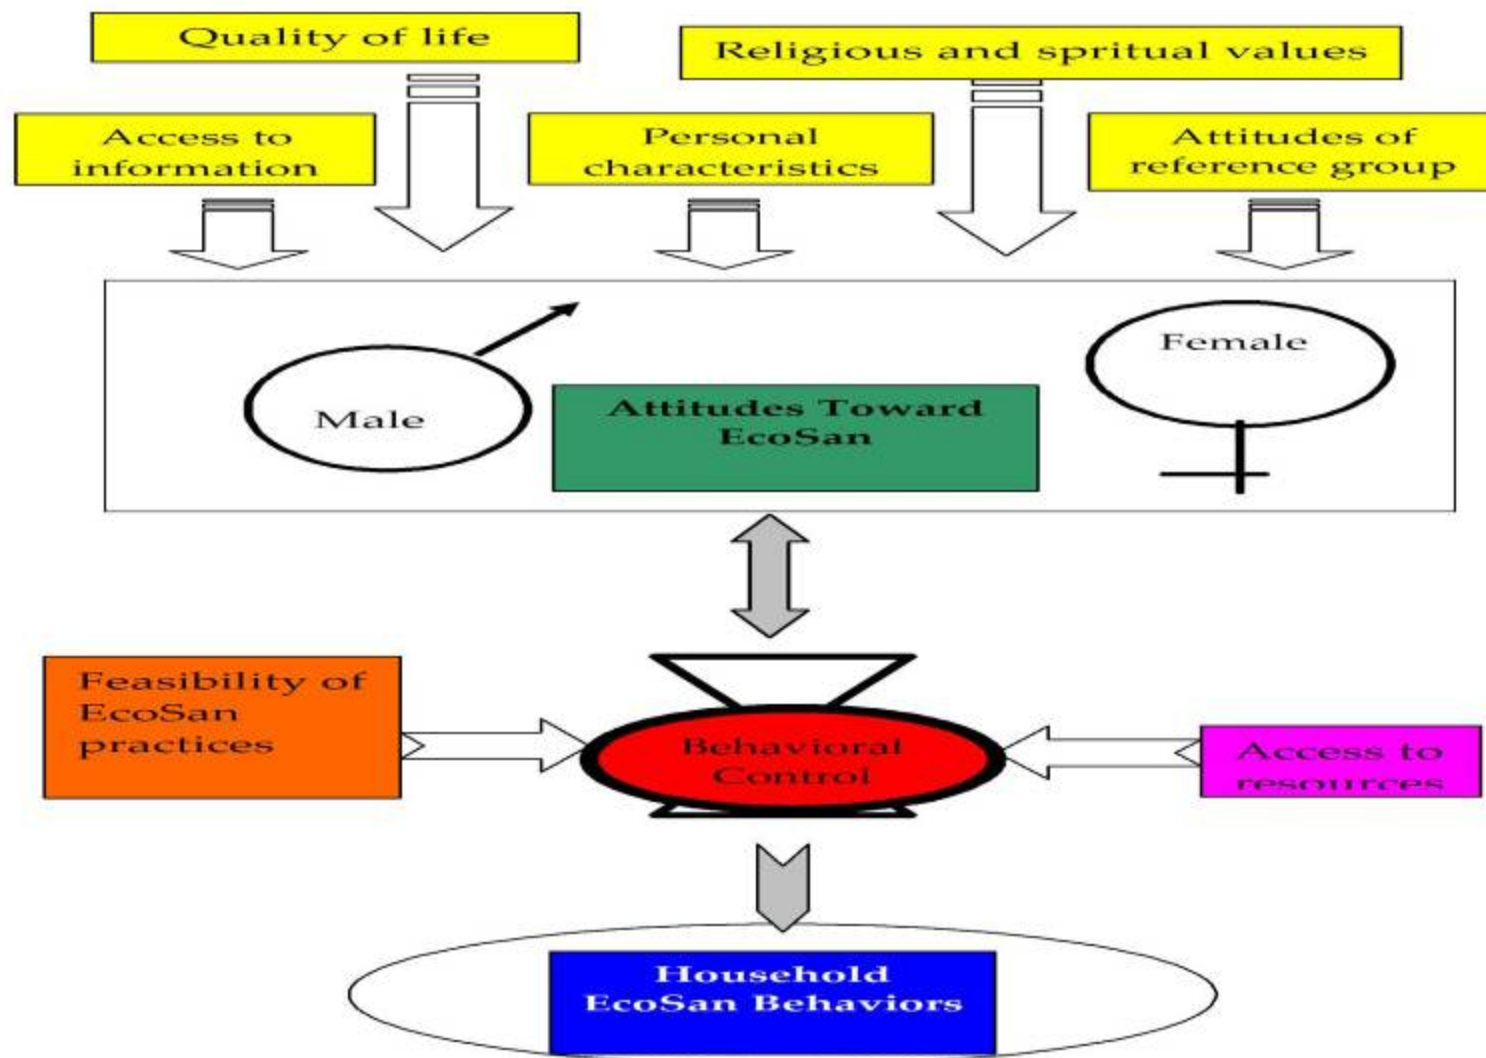 Quality of life
Religious and spritual values
Access to
information
Personal
characteristics
Attitudes of
reference group
Male
Female
Attitudes Toward
EcoSan
Feasibility of
EcoSan
practices
Behavioral
Control
Access to
resources
Household
EcoSan Behaviors